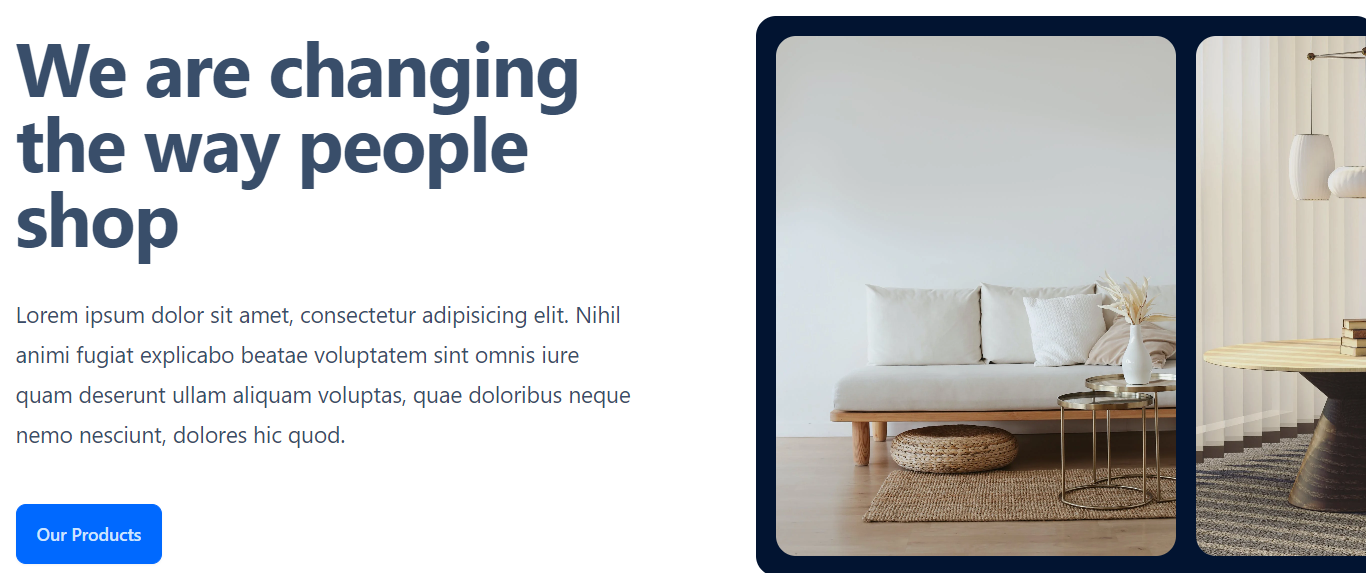 We are changing
the way people
shop
Lorem ipsum dolor sit amet, consectetur adipisicing elit. Nihil
animi fugiat explicabo beatae voluptatem sint omnis iure
quam deserunt ullam aliquam voluptas, quae doloribus neque
nemo nesciunt, dolores hic quod.
Our Products